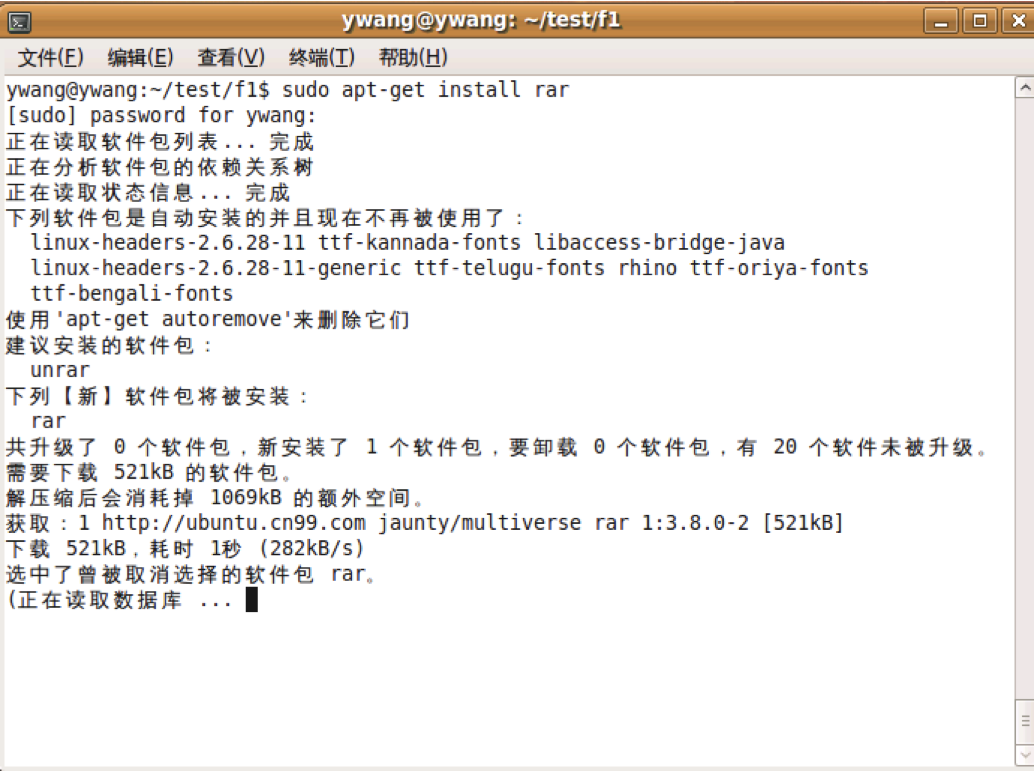 ywang@ywang: ~/test/f1
文件(F) 编辑(E) 查看(V) 终端(T) 帮助(H)
ywang@ywang:~/test/f1$ sudo apt-get install rar
[sudo] password for ywang:
正在读取软件包列表... 完成
正在分析软件包的依赖关系树
正在读取状态信息... 完成
下列软件包是自动安装的并且现在不再被使用了：
  linux-headers-2.6.28-11 ttf-kannada-fonts libaccess-bridge-java
  linux-headers-2.6.28-11-generic ttf-telugu-fonts rhino ttf-oriya-fonts
  ttf-bengali-fonts
使用'apt-get autoremove'来删除它们
建议安装的软件包：
  unrar
下列【新】软件包将被安装：
  rar
共升级了 0 个软件包，新安装了 1 个软件包，要卸载 0 个软件包，有 20 个软件未被升级。
需要下载 521kB 的软件包。
解压缩后会消耗掉 1069kB 的额外空间。
获取：1 http://ubuntu.cn99.com jaunty/multiverse rar 1:3.8.0-2 [521kB]
下载 521kB，耗时 1秒 (282kB/s)
选中了曾被取消选择的软件包 rar。
(正在读取数据库 ...